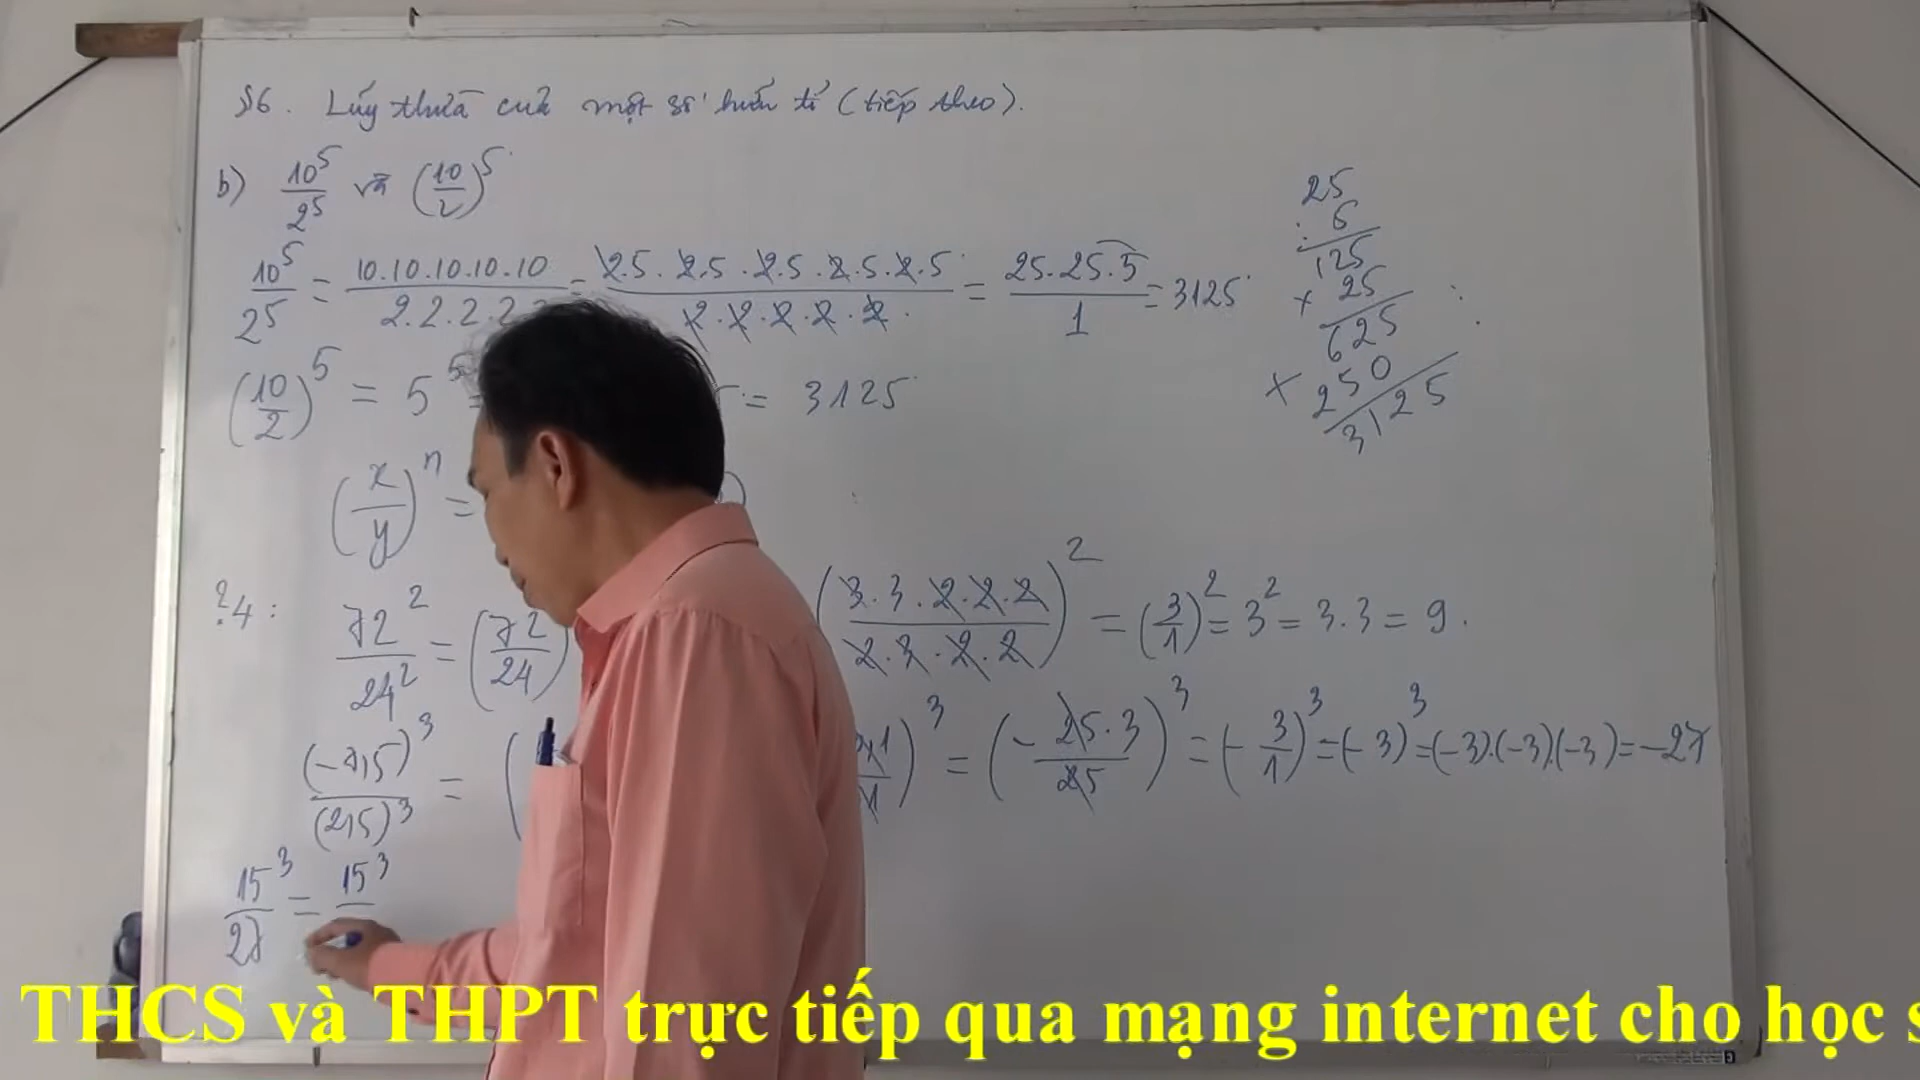 §6. Lũy thừa của một số hữu tỉ (tiếp theo).
b) 10^5/2^5 và (10/2)^5
10^5/2^5 = 10.10.10.10.10/2.2.2.2.2 = 2.5.2.5.2.5.2.5.2.5/2.2.2.2.2. = 25.25.5/1 = 3125
(10/2)^5 = 5^5 = 5. = 3125
(x/y)^n =
?4: 72^2/24^2 = (72/24) (3.3.2.2.2/2.3.2.2)^2 = (3/1)^2 = 3^2 = 3.3 = 9.
(-7,5)^3/(2,5)^3 = ( )^3 = (- 25.3/25)^3 = (- 3/1)^3 = (-3)^3 = (-3).(-3)(-3) = -27
15^3/27 = 15^3
25
5
125
x 25
625
x 250
3125
THCS và THPT trực tiếp qua mạng internet cho học s